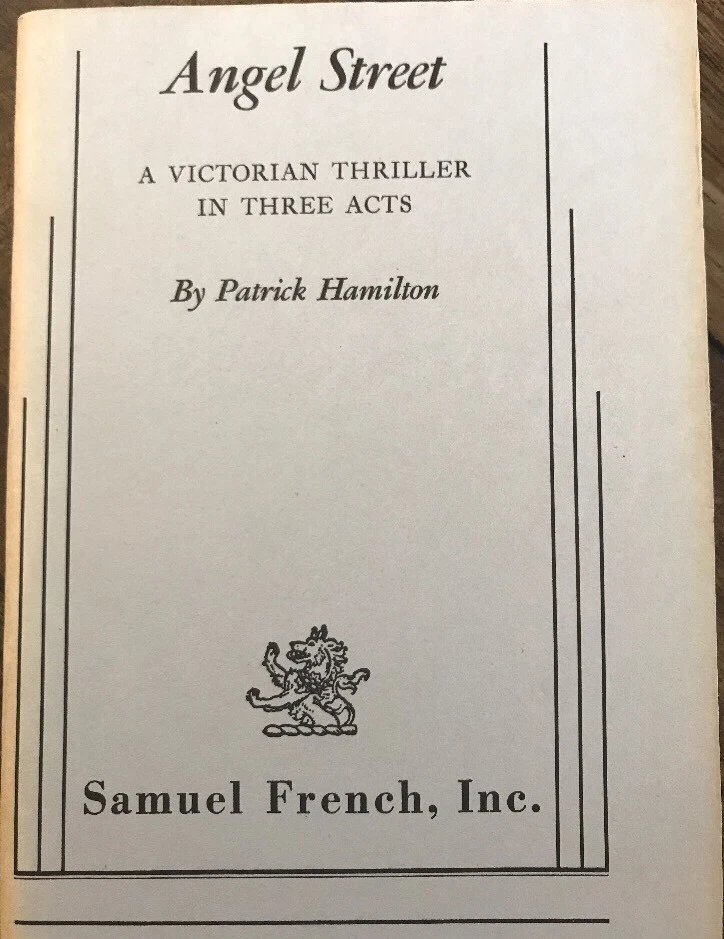 Angel Street
A VICTORIAN THRILLER
IN THREE ACTS
By Patrick Hamilton
Samuel French, Inc.